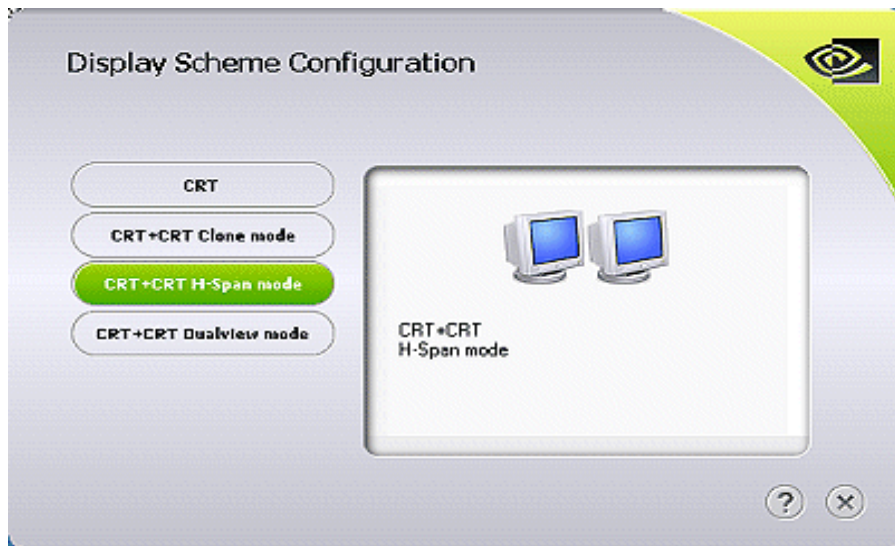 Display Scheme Configuration
CRT
CRT+CRT Clone mode
CRT+CRT H-Span mode
CRT+CRT Dualview mode
CRT+CRT
H-Span mode
?